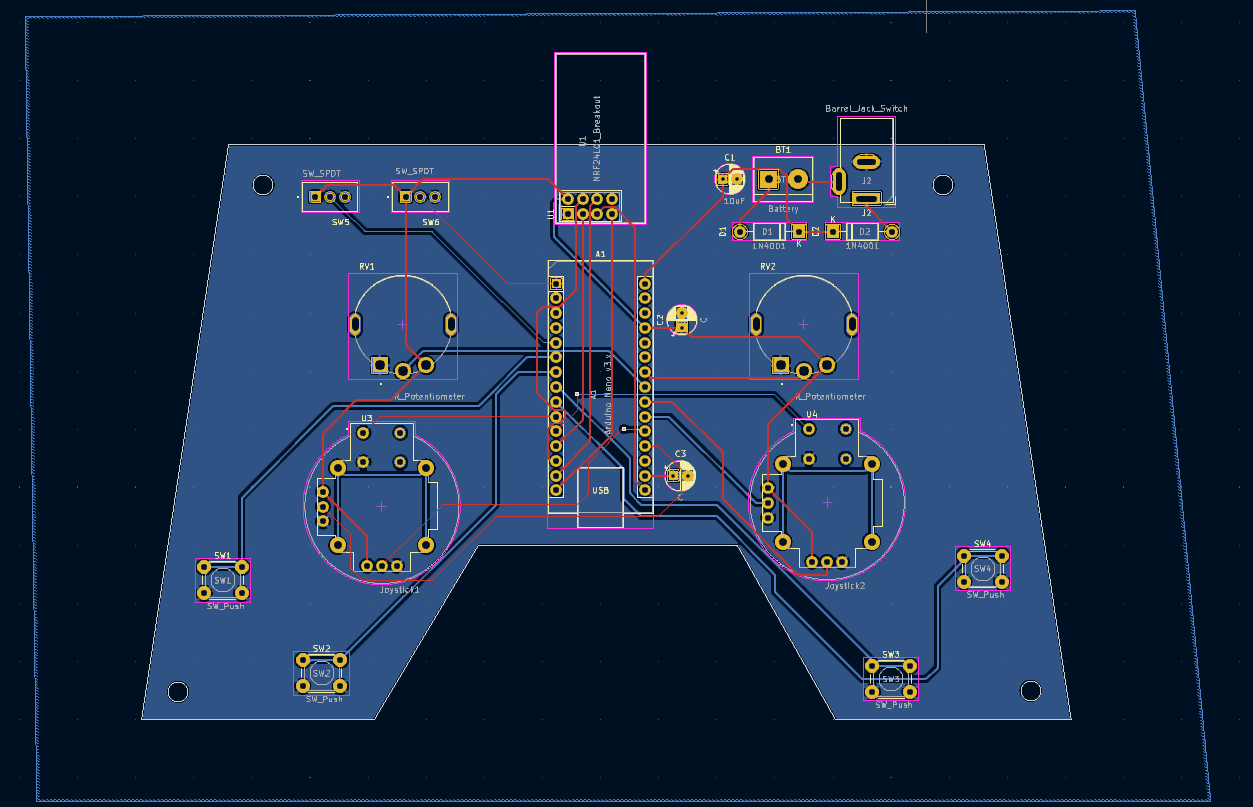 Barrel_Jack_Switch
U1
NRF24L01_Breakout
C1
10uF
BT1
Battery
J2
J2
SW_SPDT
SW_SPDT
SW5
SW6
U1
D1
D1
1N4001
K
D2
K
D2
1N4001
A1
RV1
RV2
C2
C
Arduino_Nano_v3.x
A1
R_Potentiometer
R_Potentiometer
U3
U4
C3
C
USB
Joystick1
Joystick2
SW1
SW1
SW_Push
SW4
SW4
SW_Push
SW2
SW2
SW_Push
SW3
SW3
SW_Push